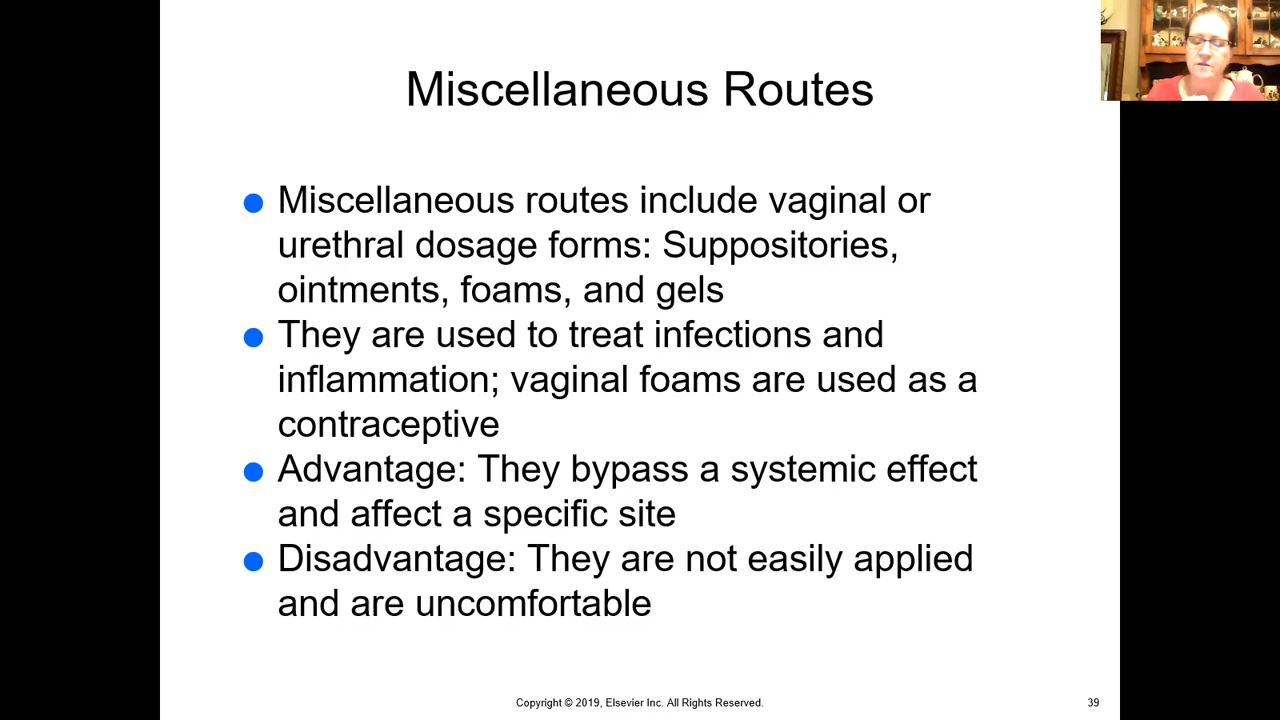 Miscellaneous Routes
Miscellaneous routes include vaginal or
urethral dosage forms: Suppositories,
ointments, foams, and gels
They are used to treat infections and
inflammation; vaginal foams are used as a
contraceptive
Advantage: They bypass a systemic effect
and affect a specific site
Disadvantage: They are not easily applied
and are uncomfortable
Copyright © 2019, Elsevier Inc. All Rights Reserved.
39